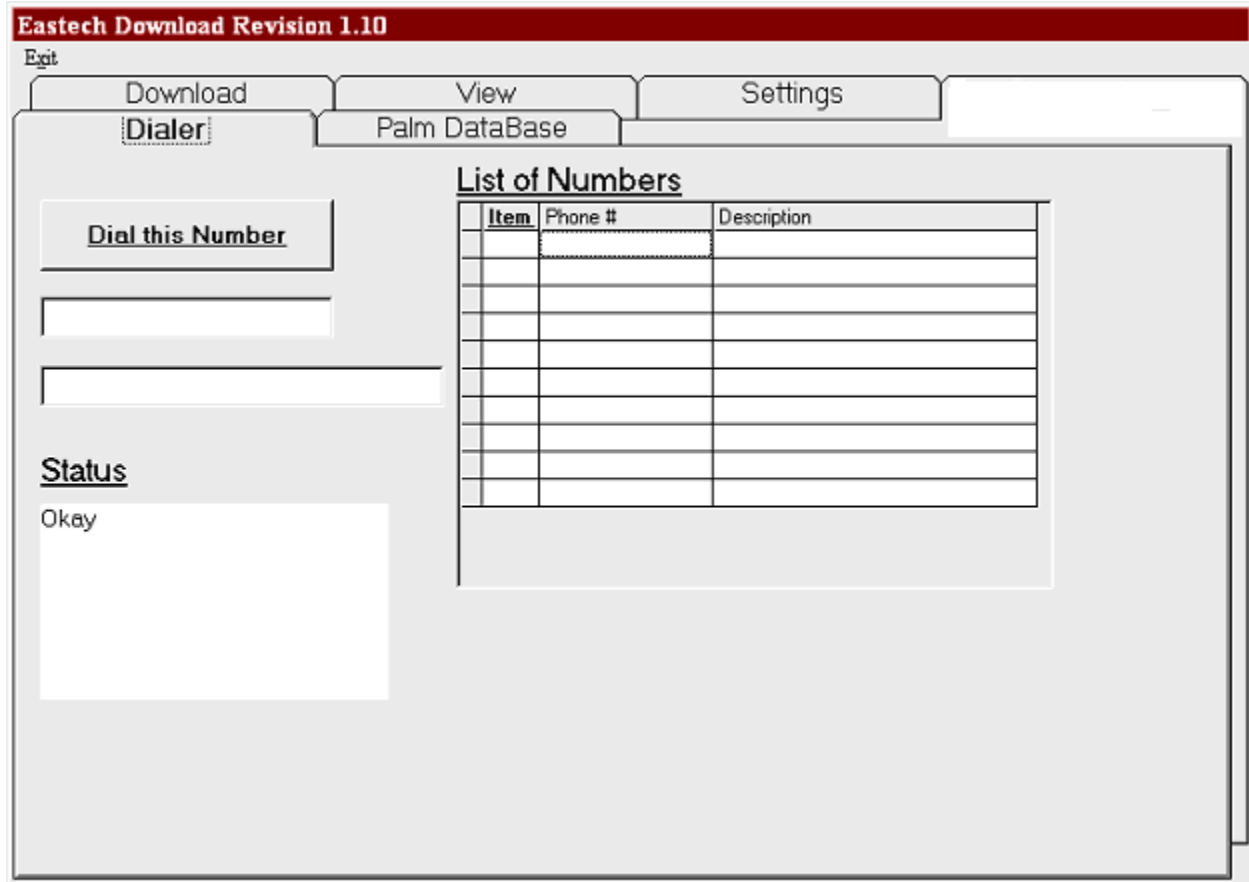 Eastech Download Revision 1.10
Exit
Download View Settings
Dialer Palm DataBase
List of Numbers
Item Phone # Description
Dial this Number
Status
Okay